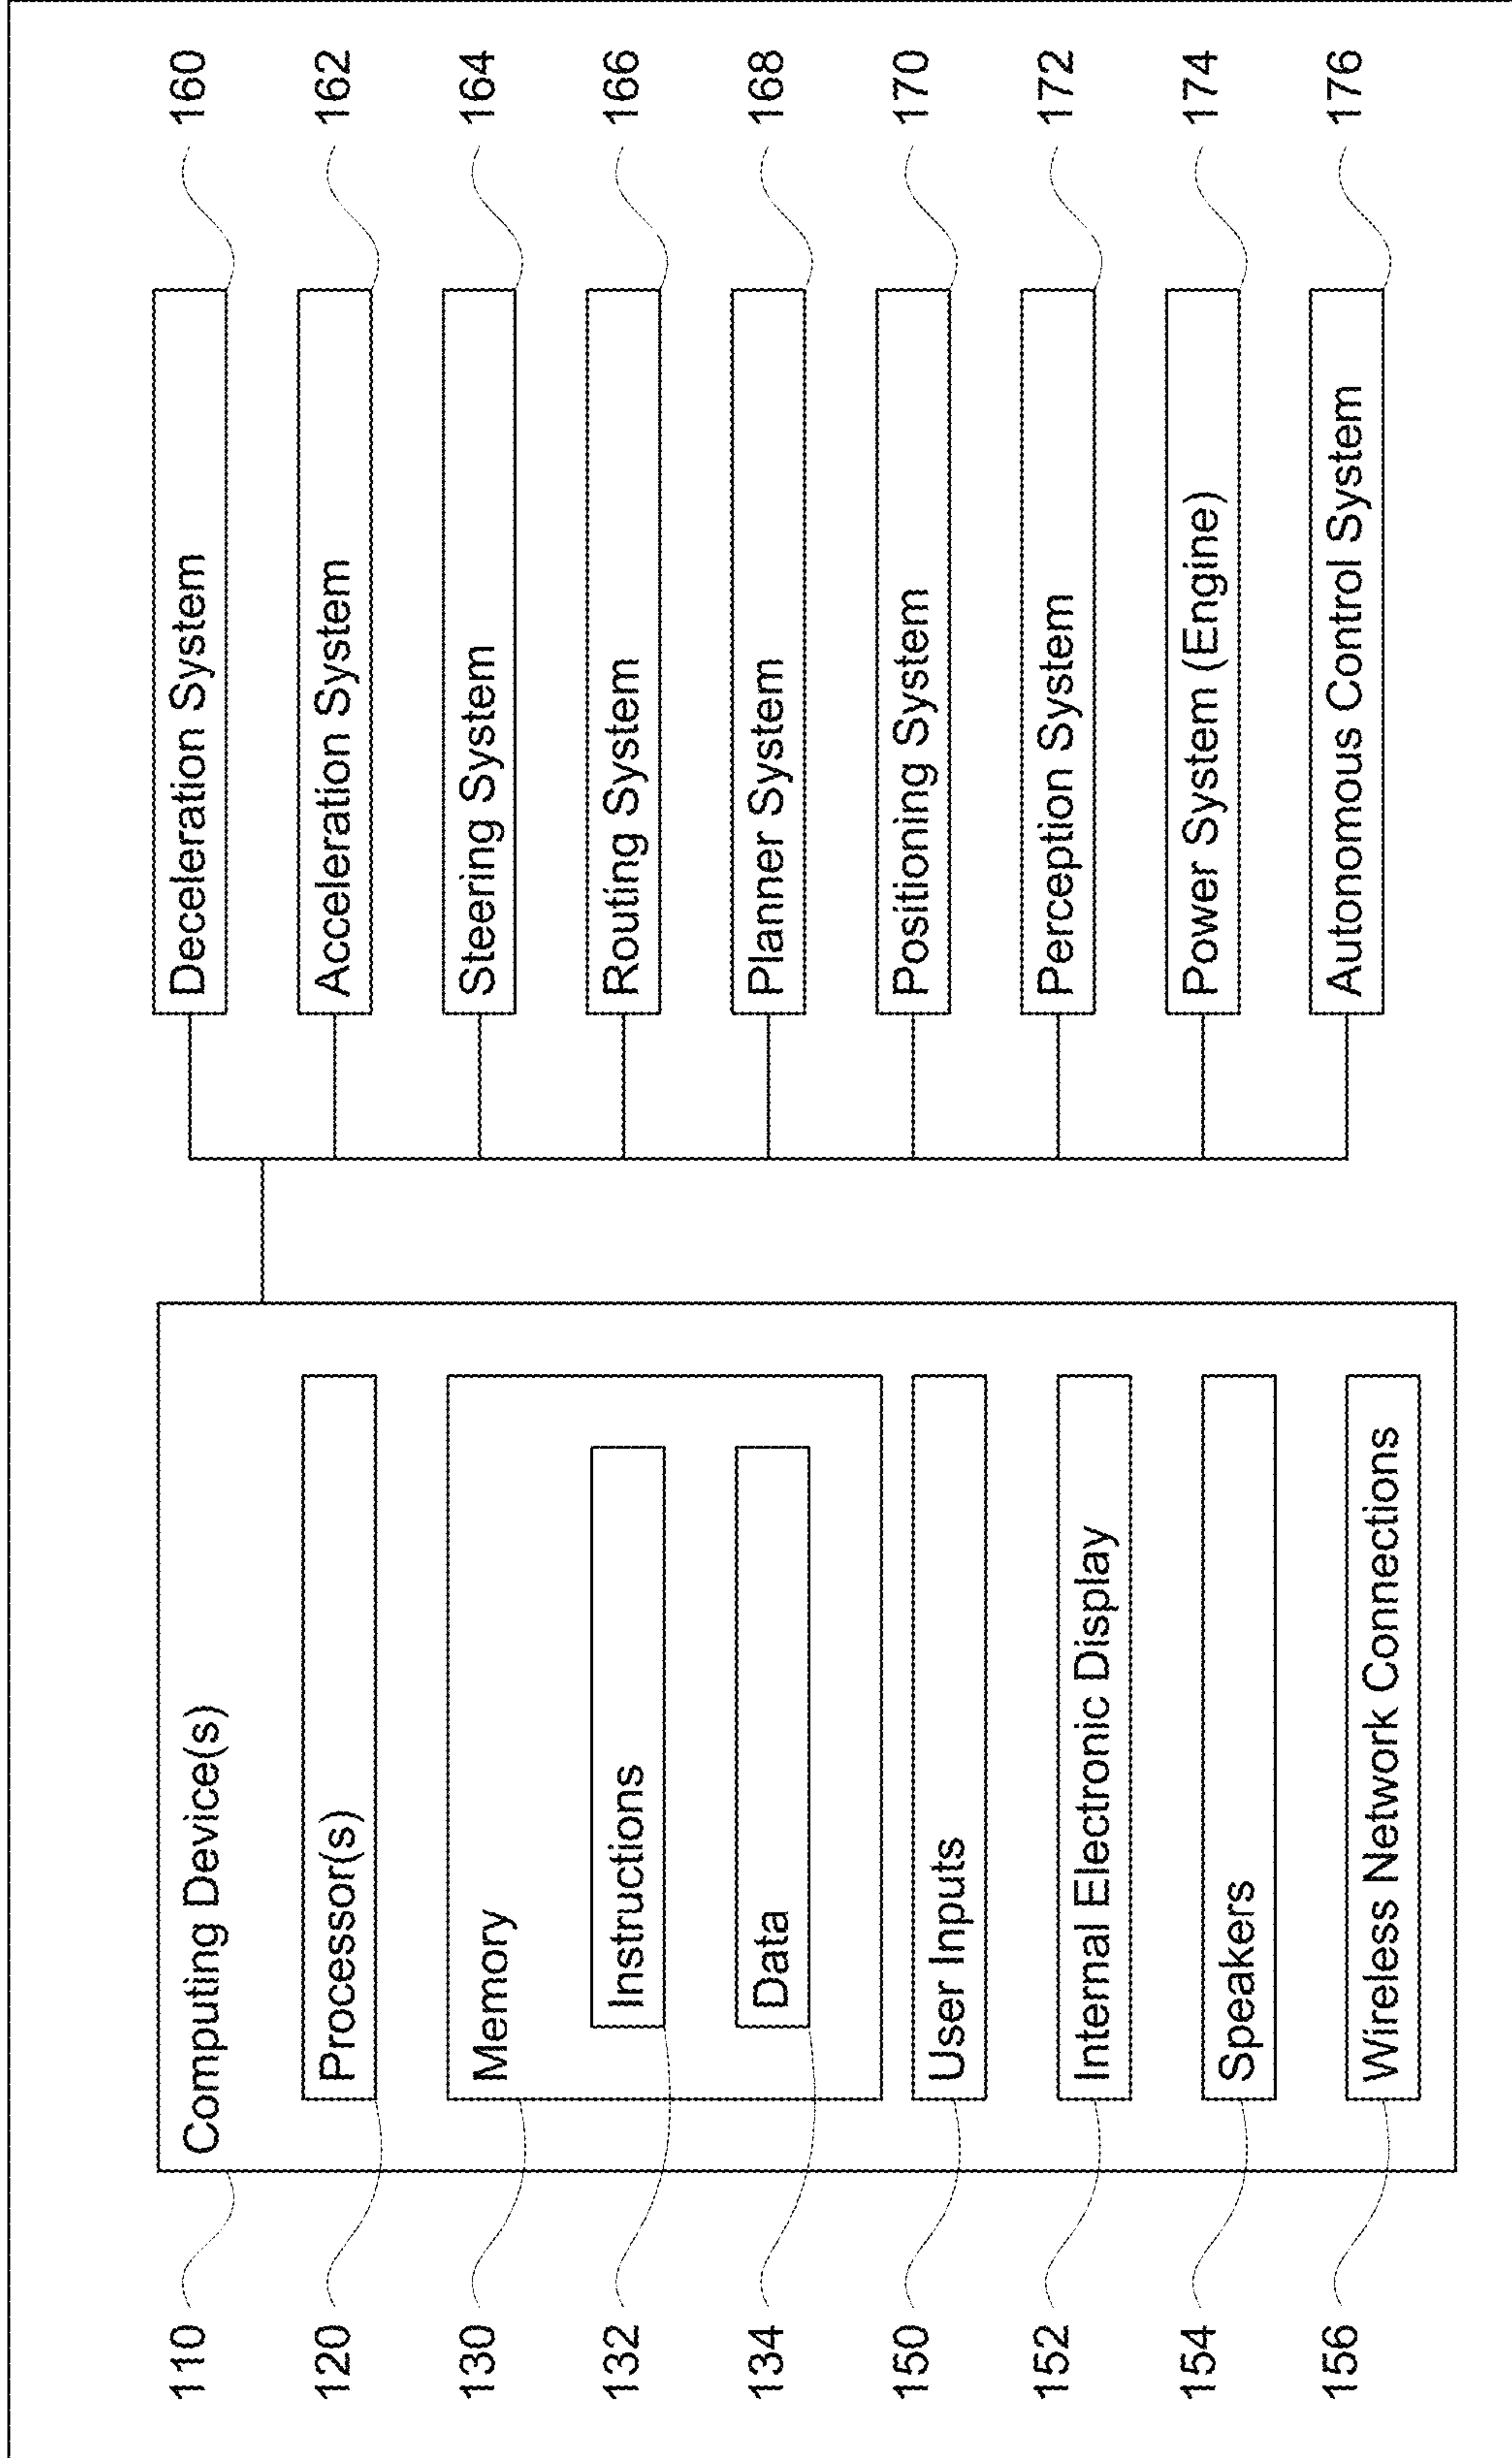 110
Computing Device(s)
120
Processor(s)
130
Memory
132
Instructions
134
Data
150
User Inputs
152
Internal Electronic Display
154
Speakers
156
Wireless Network Connections
Deceleration System
160
Acceleration System
162
Steering System
164
Routing System
166
Planner System
168
Positioning System
170
Perception System
172
Power System (Engine)
174
Autonomous Control System
176